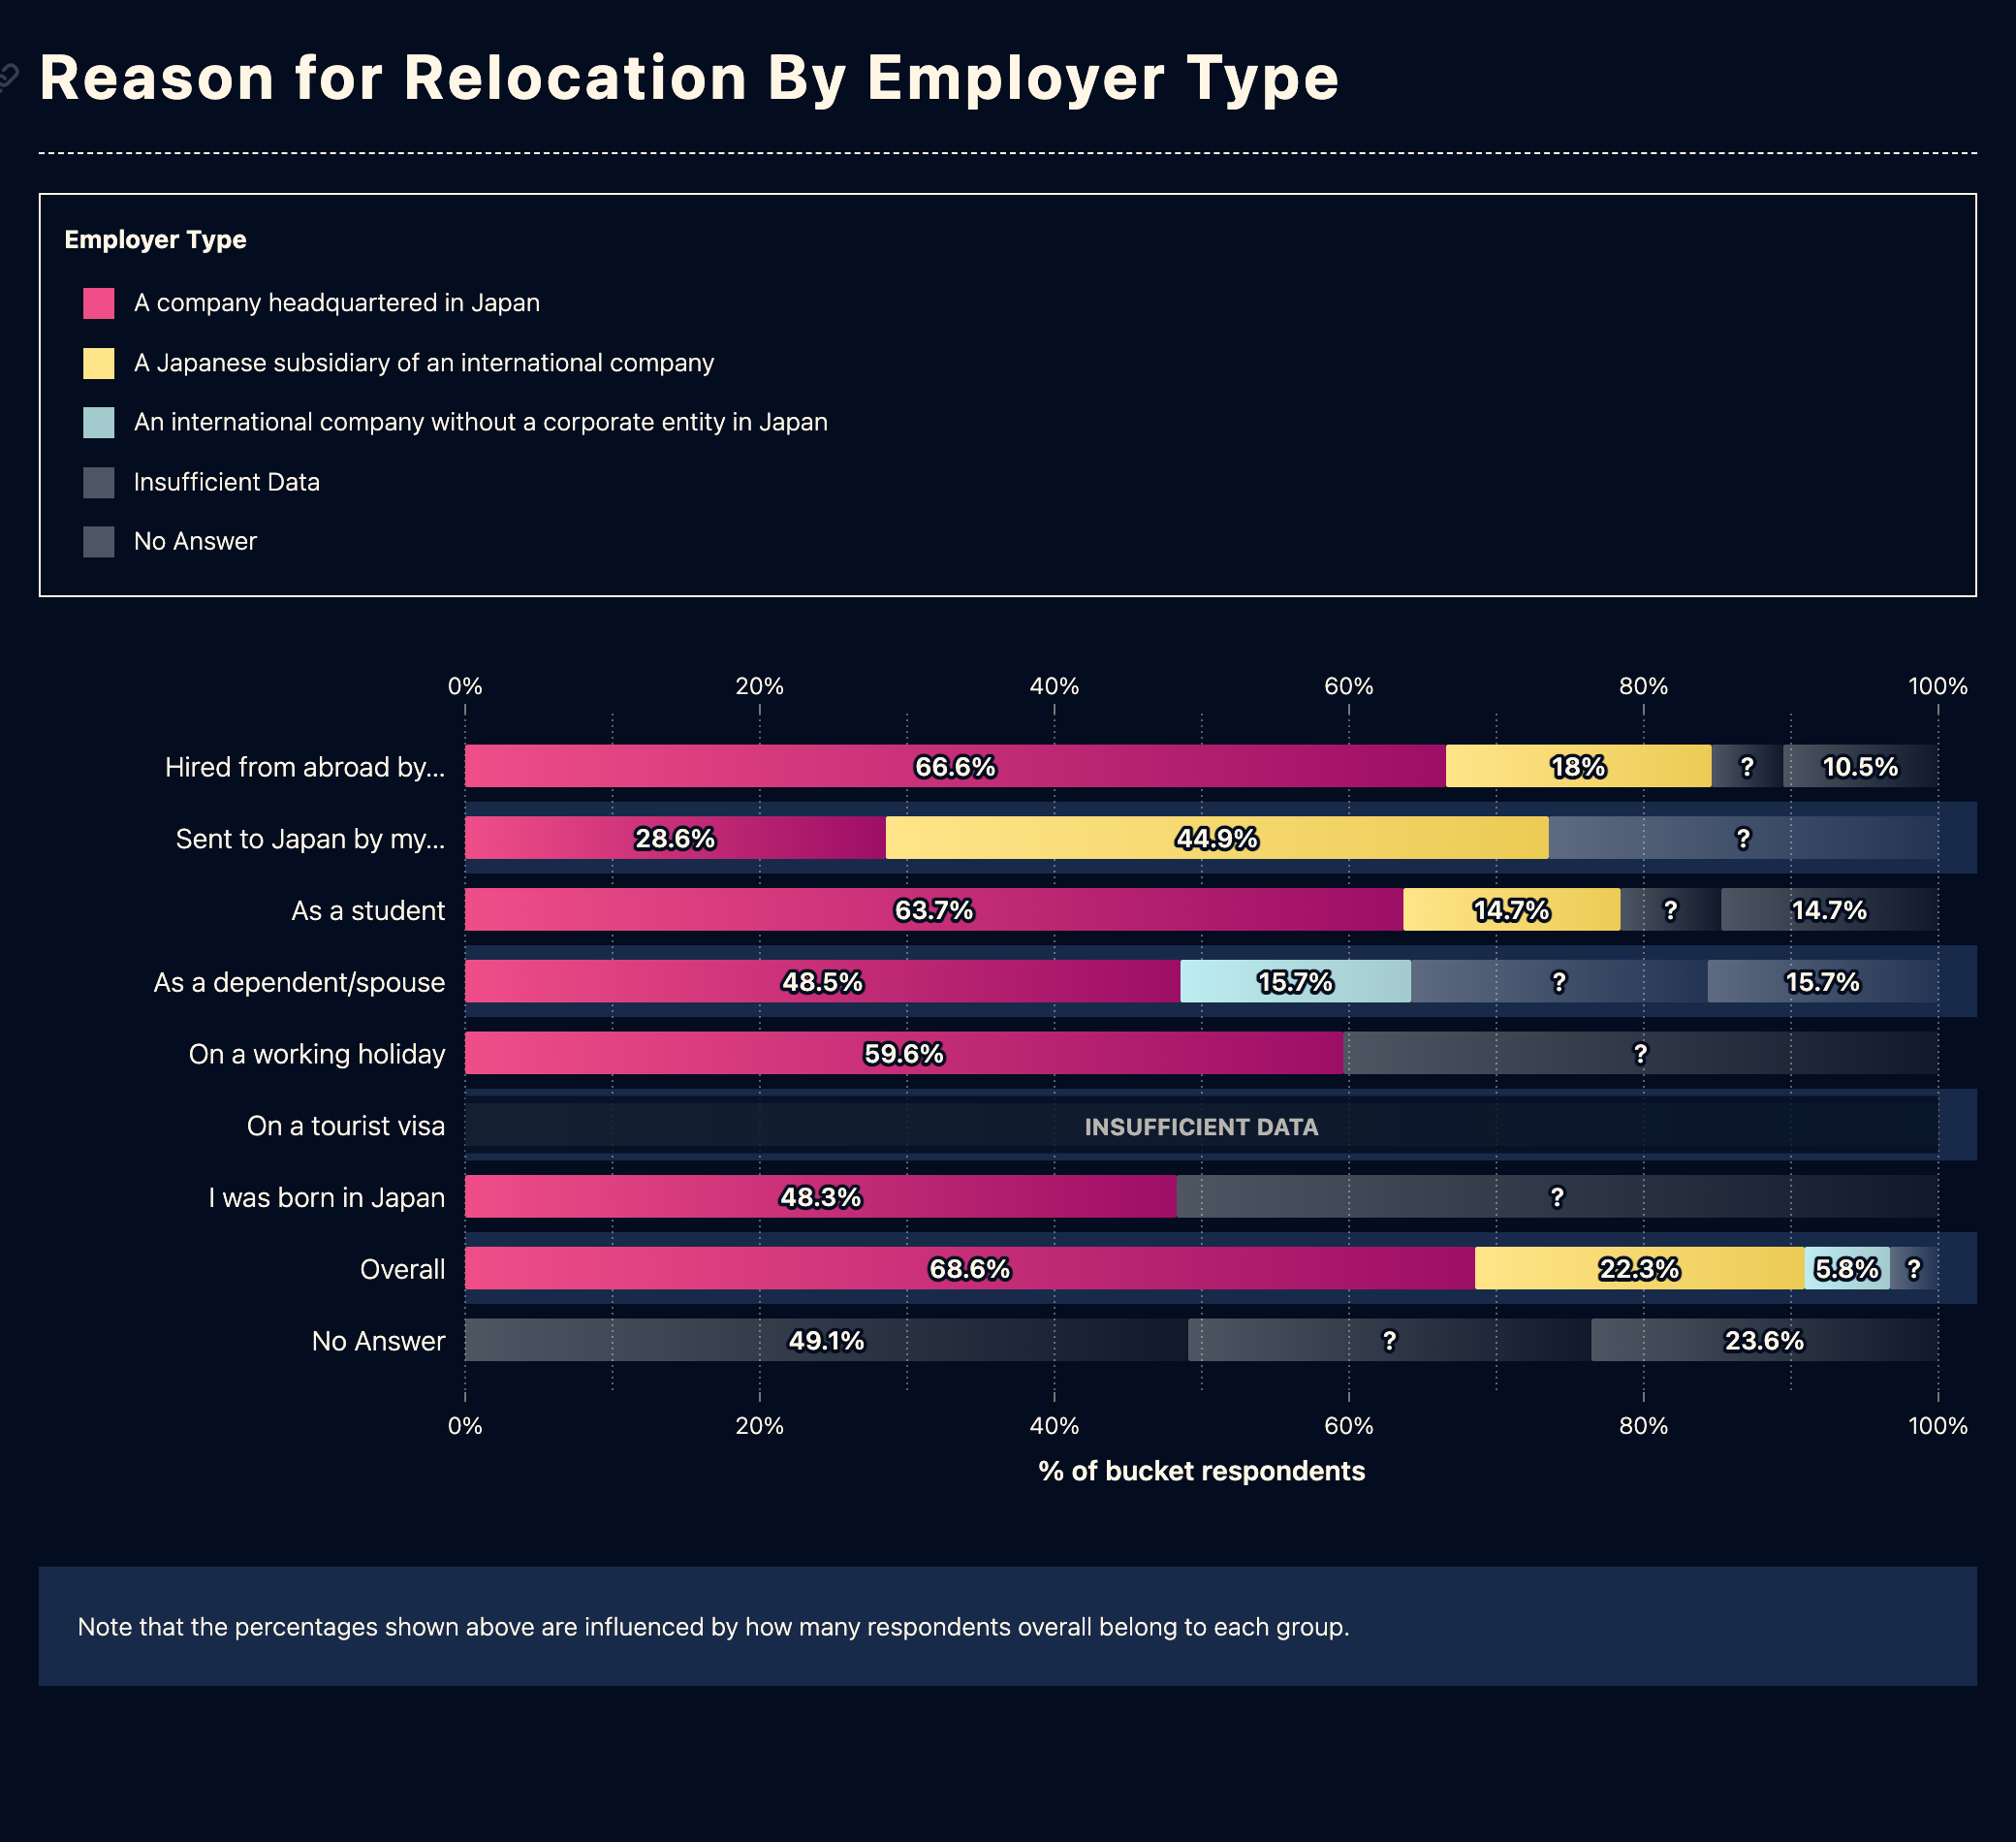 Reason for Relocation By Employer Type
Employer Type
A company headquartered in Japan
A Japanese subsidiary of an international company
An international company without a corporate entity in Japan
Insufficient Data
No Answer
0% 20% 40% 60% 80% 100%
Hired from abroad by... 66.6% 18% ? 10.5%
Sent to Japan by my... 28.6% 44.9% ?
As a student 63.7% 14.7% ? 14.7%
As a dependent/spouse 48.5% 15.7% ? 15.7%
On a working holiday 59.6% ?
On a tourist visa INSUFFICIENT DATA
I was born in Japan 48.3% ?
Overall 68.6% 22.3% 5.8% ?
No Answer 49.1% ? 23.6%
0% 20% 40% 60% 80% 100%
% of bucket respondents
Note that the percentages shown above are influenced by how many respondents overall belong to each group.